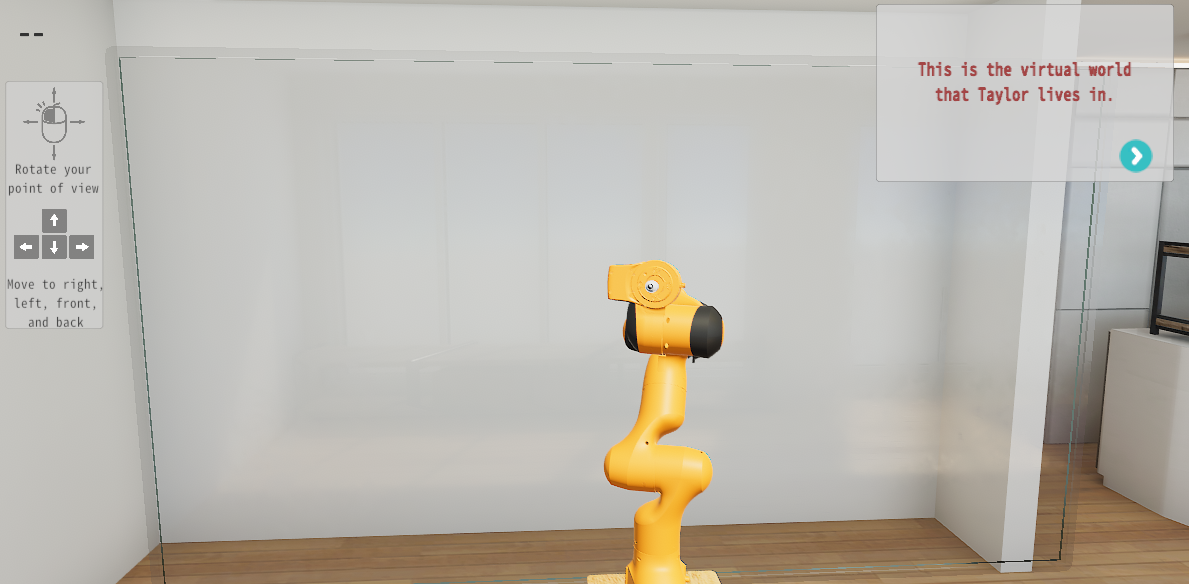 --
Rotate your
point of view
Move to right,
left, front,
and back
This is the virtual world
that Taylor lives in.